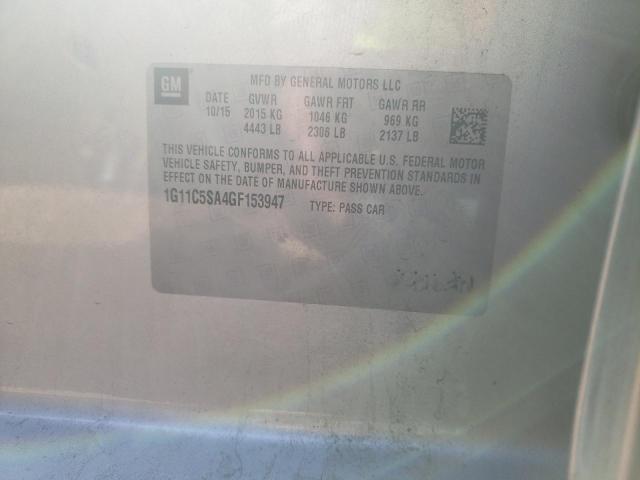 GM
MFD BY GENERAL MOTORS LLC
DATE GVWR GAWR FRT GAWR RR
10/15 2015 KG 1046 KG 969 KG
4443 LB 2306 LB 2137 LB
THIS VEHICLE CONFORMS TO ALL APPLICABLE U.S. FEDERAL MOTOR
VEHICLE SAFETY, BUMPER, AND THEFT PREVENTION STANDARDS IN
EFFECT ON THE DATE OF MANUFACTURE SHOWN ABOVE.
1G11C5SA4GF153947 TYPE: PASS CAR